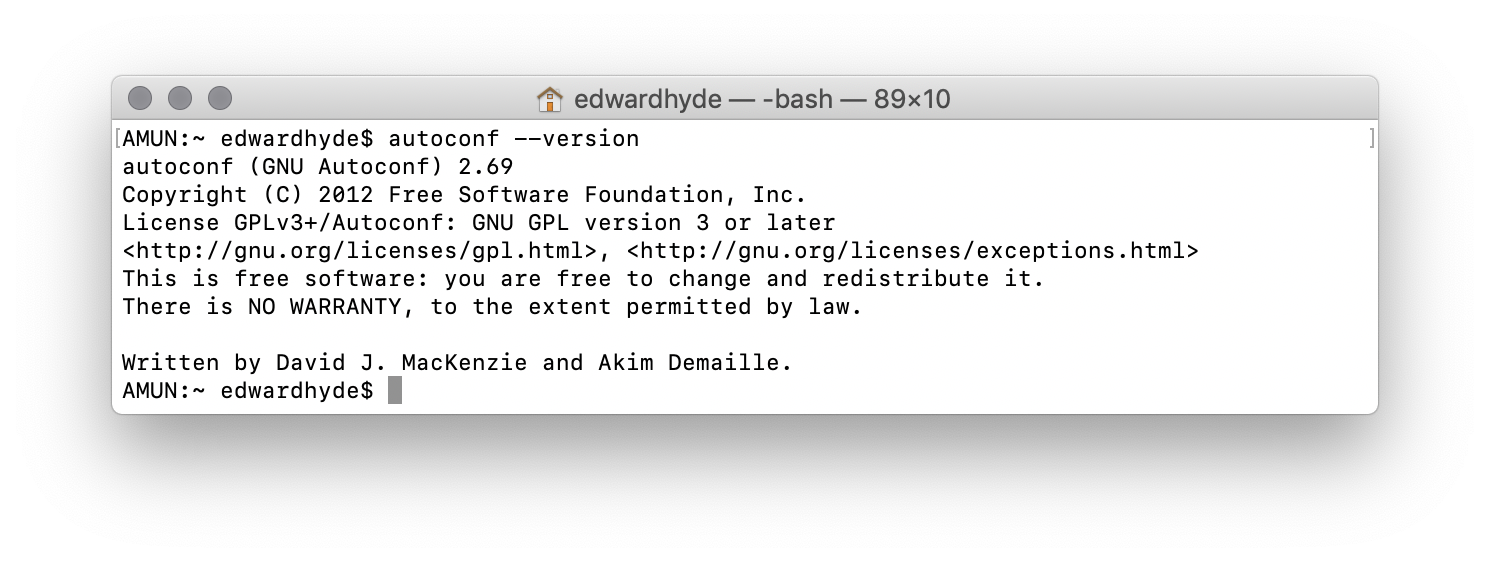 edwardhyde — -bash — 89×10
[AMUN:~ edwardhyde$ autoconf --version ]
autoconf (GNU Autoconf) 2.69
Copyright (C) 2012 Free Software Foundation, Inc.
License GPLv3+/Autoconf: GNU GPL version 3 or later
<http://gnu.org/licenses/gpl.html>, <http://gnu.org/licenses/exceptions.html>
This is free software: you are free to change and redistribute it.
There is NO WARRANTY, to the extent permitted by law.
Written by David J. MacKenzie and Akim Demaille.
AMUN:~ edwardhyde$